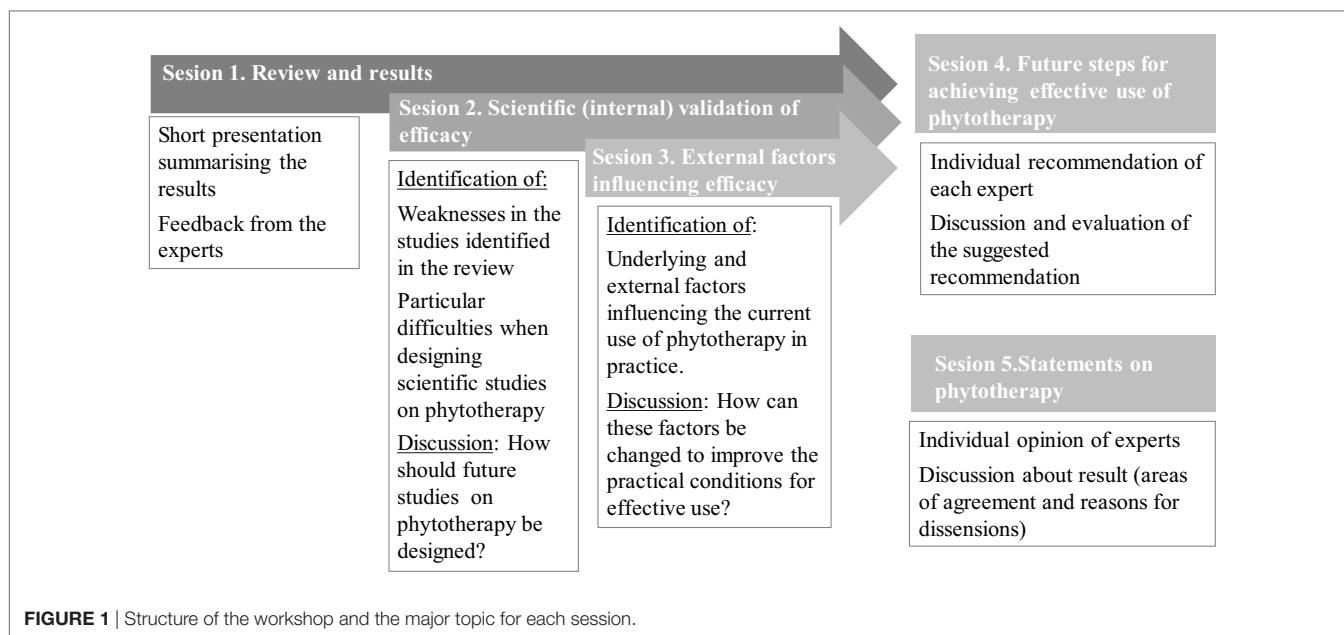 Sesion 1. Review and results
Short presentation
summarising the
results
Feedback from the
experts
Sesion 2. Scientific (internal) validation of
efficacy
Identification of:
Weaknesses in the
studies identified
in the review
Particular
difficulties when
designing
scientific studies
on phytotherapy
Discussion: How
should future
studies on
phytotherapy be
designed?
Sesion 3. External factors
influencing efficacy
Identification of:
Underlying and
external factors
influencing the current
use of phytotherapy in
practice.
Discussion: How can
these factors be
changed to improve the
practical conditions for
effective use?
Sesion 4. Future steps for
achieving effective use of
phytotherapy
Individual recommendation of
each expert
Discussion and evaluation of
the suggested
recommendation
Sesion 5.Statements on
phytotherapy
Individual opinion of experts
Discussion about result (areas
of agreement and reasons for
dissensions)
FIGURE 1 | Structure of the workshop and the major topic for each session.